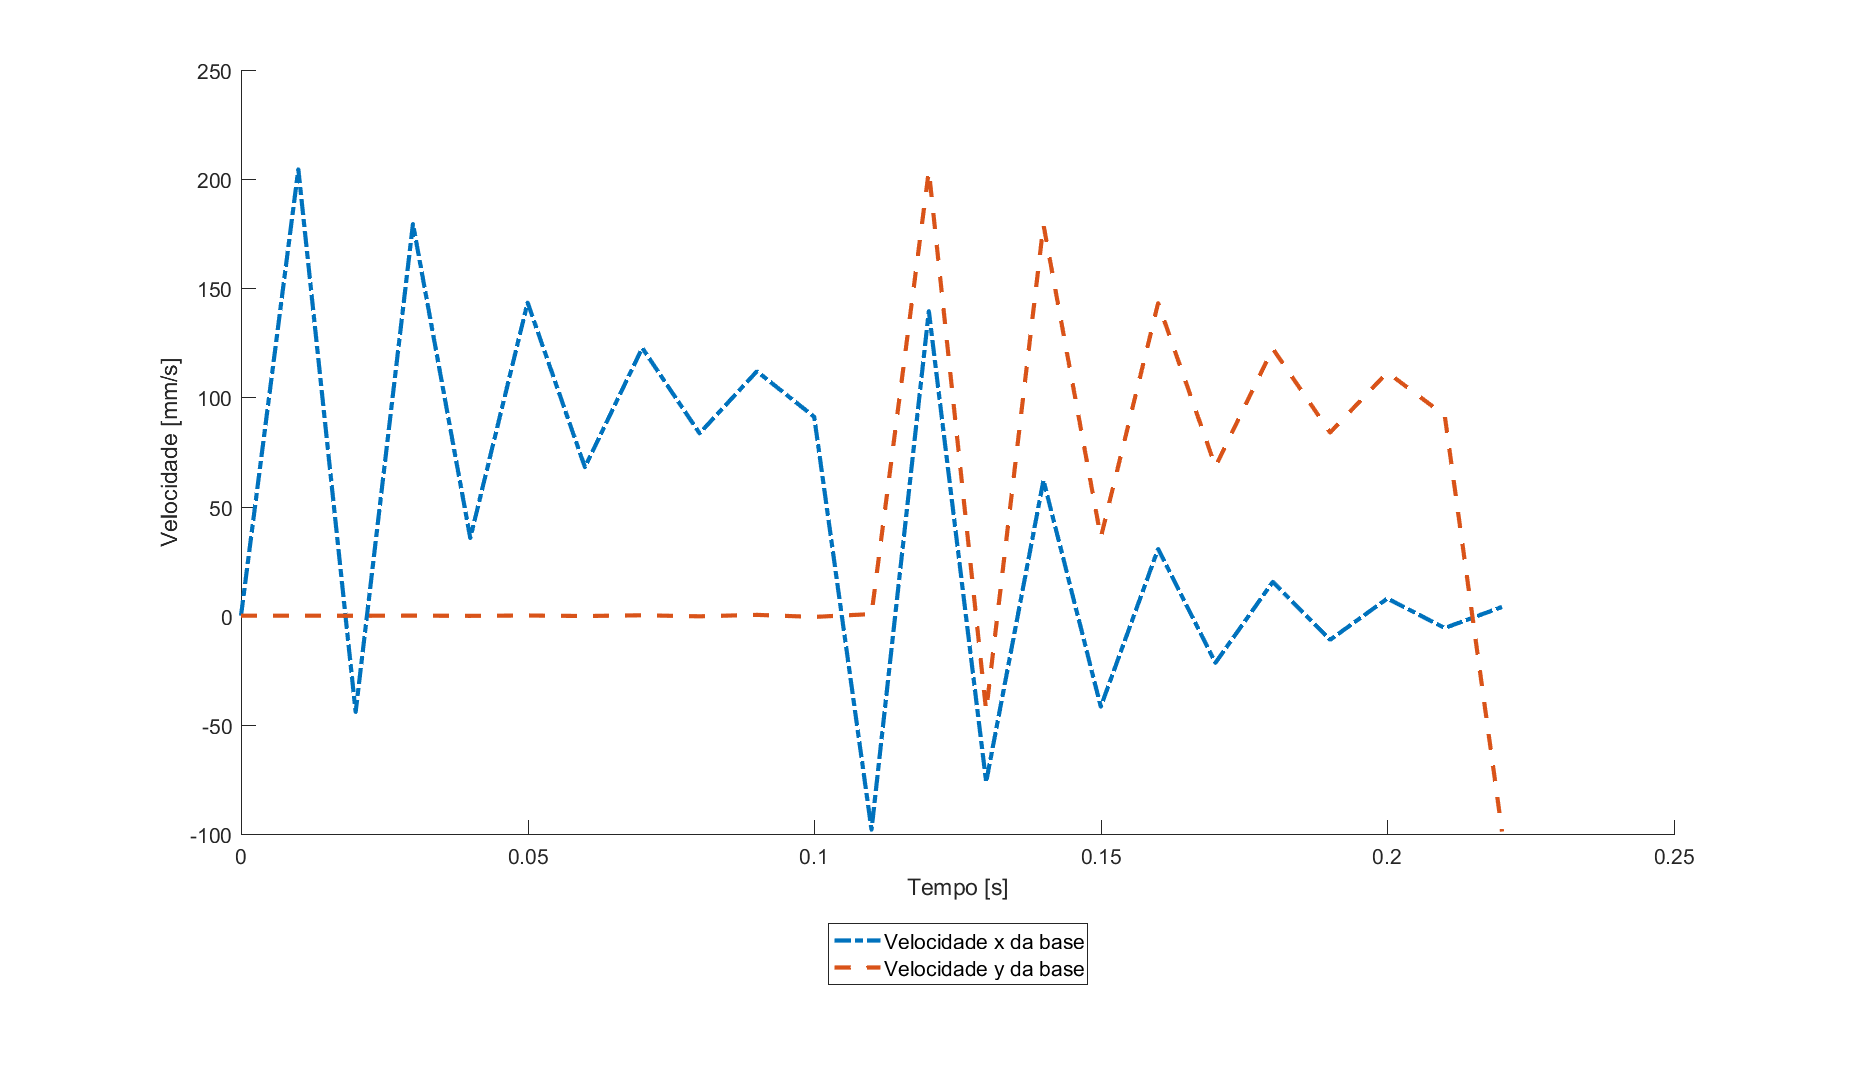 250
200
150
100
50
0
-50
-100
Velocidade [mm/s]
0 0.05 0.1 0.15 0.2 0.25
Tempo [s]
Velocidade x da base
Velocidade y da base